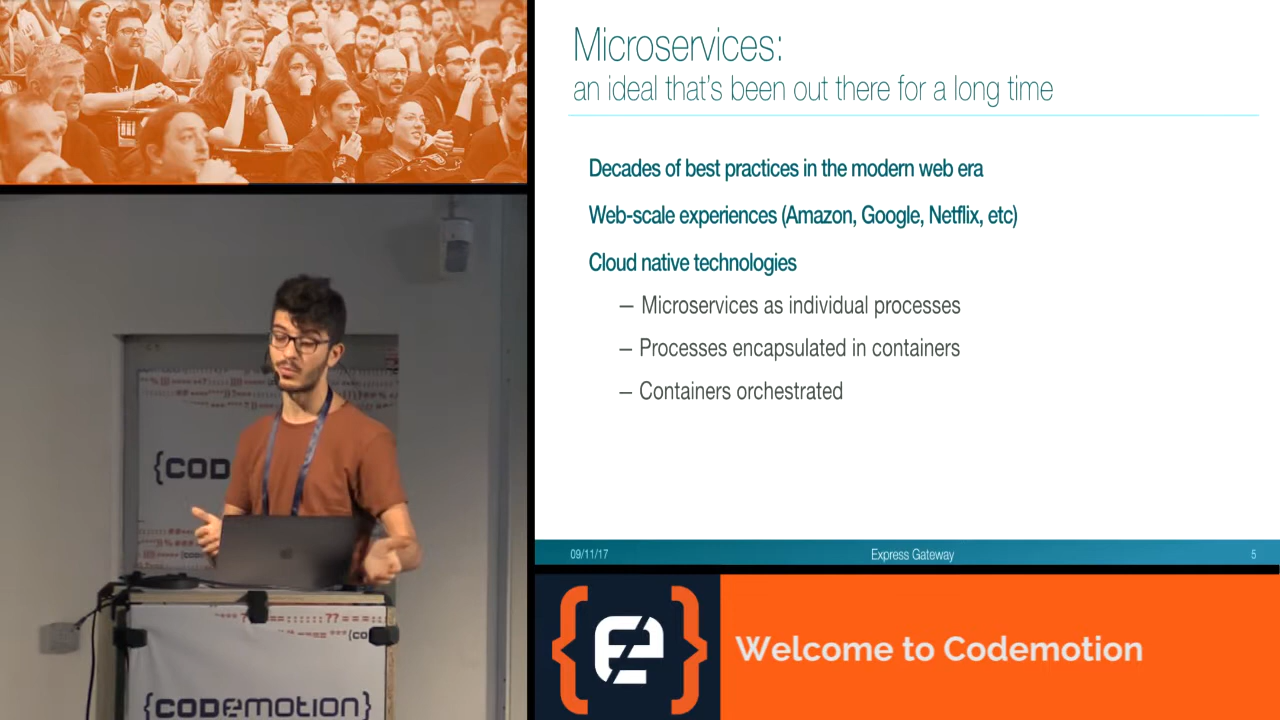 Microservices:
an ideal that's been out there for a long time
Decades of best practices in the modern web era
Web-scale experiences (Amazon, Google, Netflix, etc)
Cloud native technologies
– Microservices as individual processes
– Processes encapsulated in containers
– Containers orchestrated
09/11/17 Express Gateway 5
{COD
{CODEMOTION}
Welcome to Codemotion